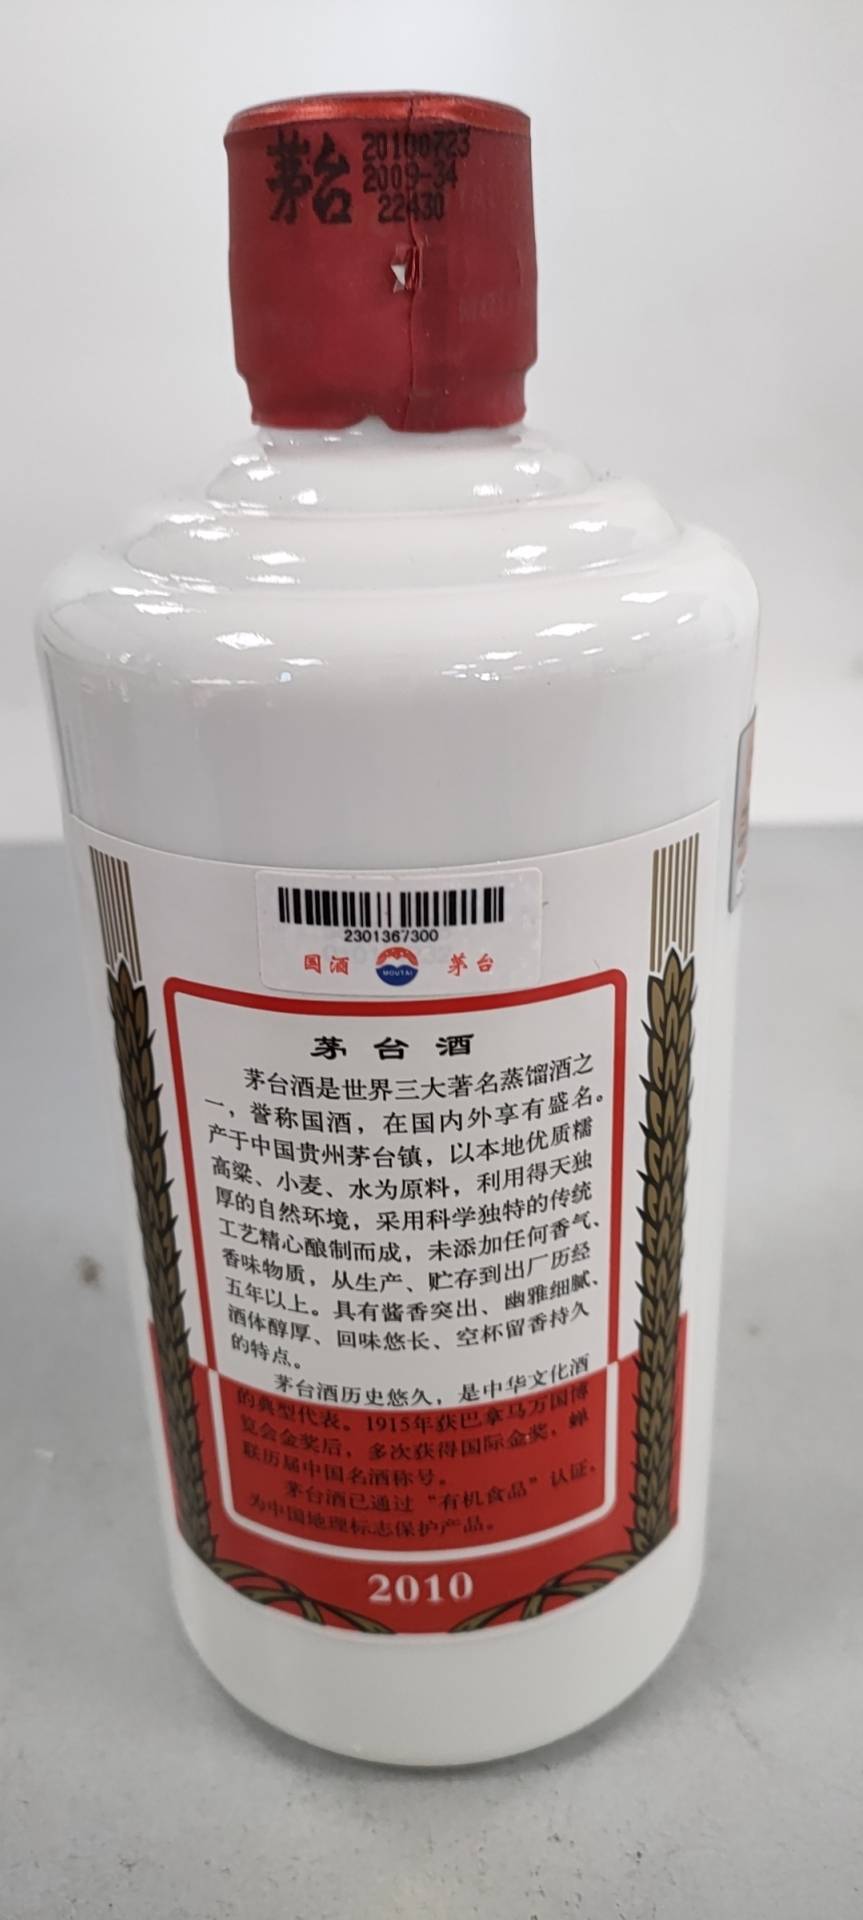 茅台
20100723
2009-34
22430
2301367300
国酒
MOUTAI
茅台
茅台酒
茅台酒是世界三大著名蒸馏酒之
一，誉称国酒，在国内外享有盛名。
产于中国贵州茅台镇，以本地优质糯
高粱、小麦、水为原料，利用得天独
厚的自然环境，采用科学独特的传统
工艺精心酿制而成，未添加任何香气、
香味物质，从生产、贮存到出厂历经
五年以上。具有酱香突出、幽雅细腻、
酒体醇厚、回味悠长、空杯留香持久
的特点。
茅台酒历史悠久，是中华文化酒
的典型代表。1915年获巴拿马万国博
览会金奖后，多次获得国际金奖，蝉
联历届中国名酒称号。
茅台酒已通过“有机食品”认证，
为中国地理标志保护产品。
2010